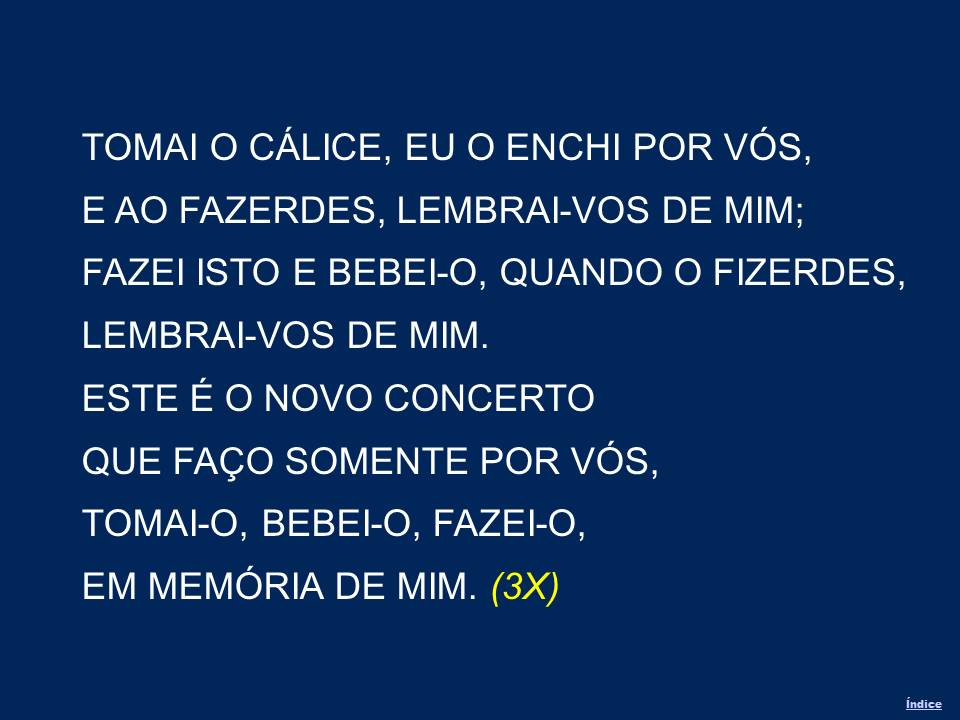 TOMAI O CÁLICE, EU O ENCHI POR VÓS,
E AO FAZERDES, LEMBRAI-VOS DE MIM;
FAZEI ISTO E BEBEI-O, QUANDO O FIZERDES,
LEMBRAI-VOS DE MIM.
ESTE É O NOVO CONCERTO
QUE FAÇO SOMENTE POR VÓS,
TOMAI-O, BEBEI-O, FAZEI-O,
EM MEMÓRIA DE MIM. (3X)
Índice